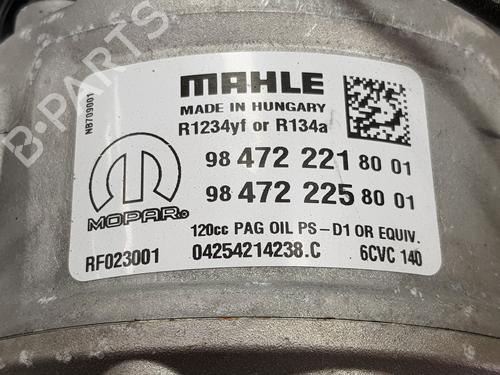 B-PARTS
NB709001
MAHLE
MADE IN HUNGARY
R1234yf or R134a
98 472 221 80 01
98 472 225 80 01
MOPAR®
120cc PAG OIL PS-D1 OR EQUIV.
RF023001 04254214238.C 6CVC 140